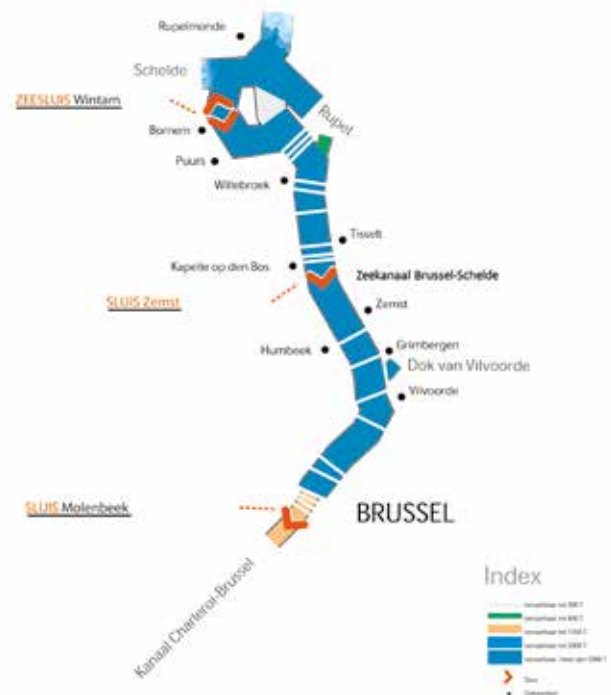 Rupelmonde
Schelde
ZEESLUIS Wintam
Rupel
Bornem
Puurs
Willebroek
Tisselt
Kapelle op den Bos
Zeekanaal Brussel-Schelde
SLUIS Zemst
Zemst
Humbeek
Grimbergen
Dok van Vilvoorde
Vilvoorde
SLUIS Molenbeek
BRUSSEL
Kanaal Charleroi-Brussel
Index
Sluis